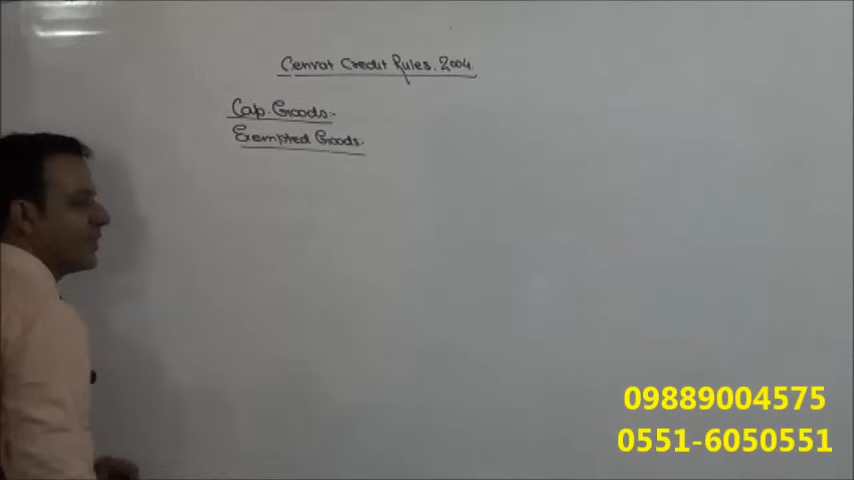 Cenvat Credit Rules, 2004.
Cap. Goods:-
Exempted Goods:
09889004575
0551-6050551